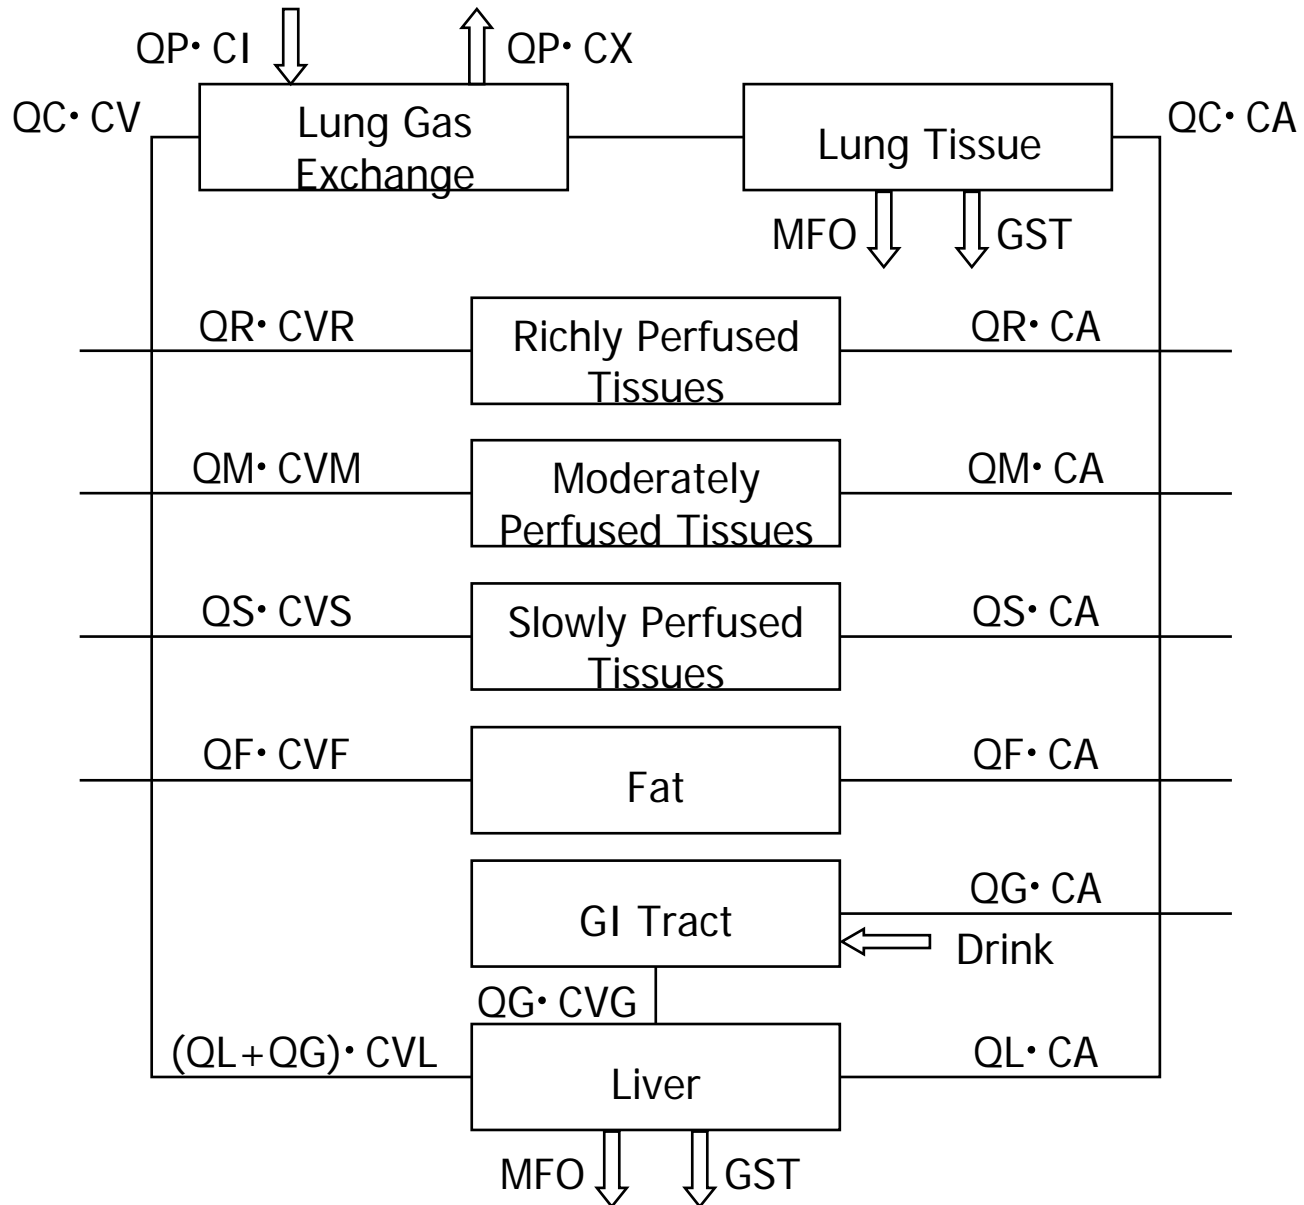 QP• CI
QP• CX
QC• CV
Lung Gas
Exchange
Lung Tissue
QC• CA
MFO
GST
QR• CVR
Richly Perfused
Tissues
QR• CA
QM• CVM
Moderately
Perfused Tissues
QM• CA
QS• CVS
Slowly Perfused
Tissues
QS• CA
QF• CVF
Fat
QF• CA
GI Tract
QG• CA
Drink
QG• CVG
(QL+QG)• CVL
Liver
QL• CA
MFO
GST